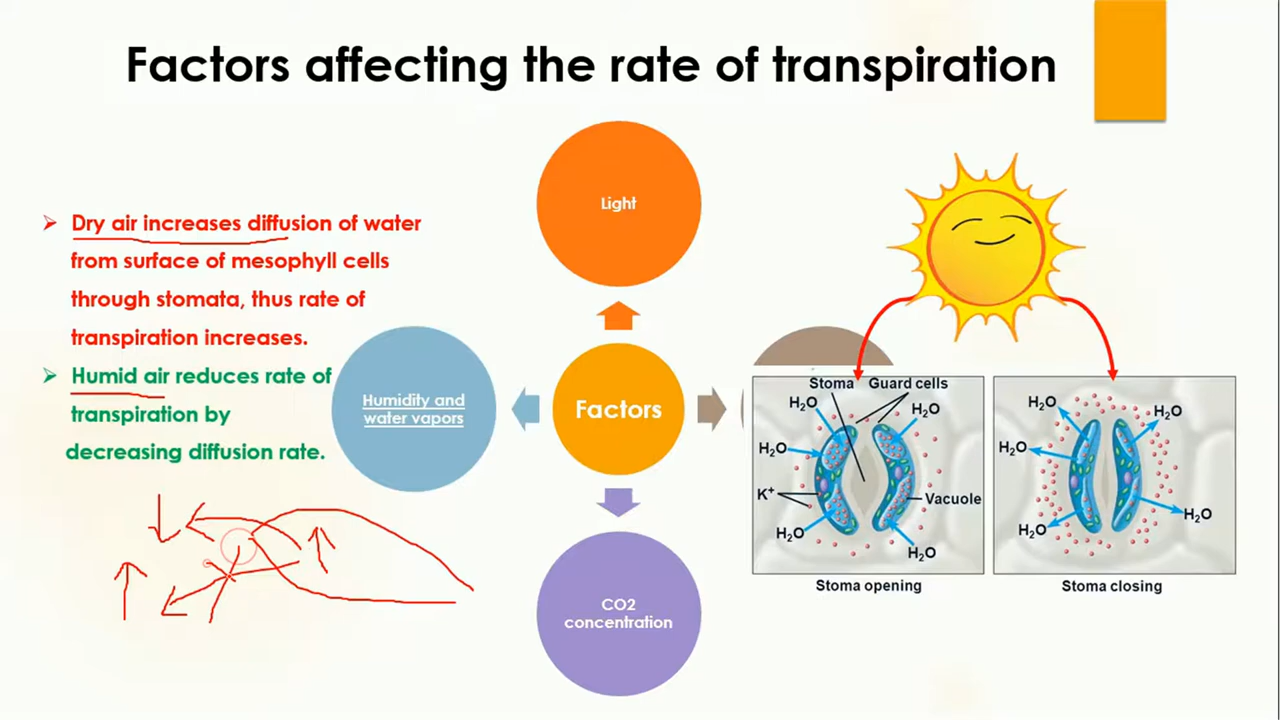 Factors affecting the rate of transpiration
Light
➢ Dry air increases diffusion of water
from surface of mesophyll cells
through stomata, thus rate of
transpiration increases.
➢ Humid air reduces rate of
transpiration by
decreasing diffusion rate.
Humidity and
water vapors
Factors
CO2
concentration
Stoma Guard cells
H₂O
H₂O
H₂O
K⁺
Vacuole
H₂O
H₂O
Stoma opening
H₂O
H₂O
H₂O
H₂O
H₂O
Stoma closing